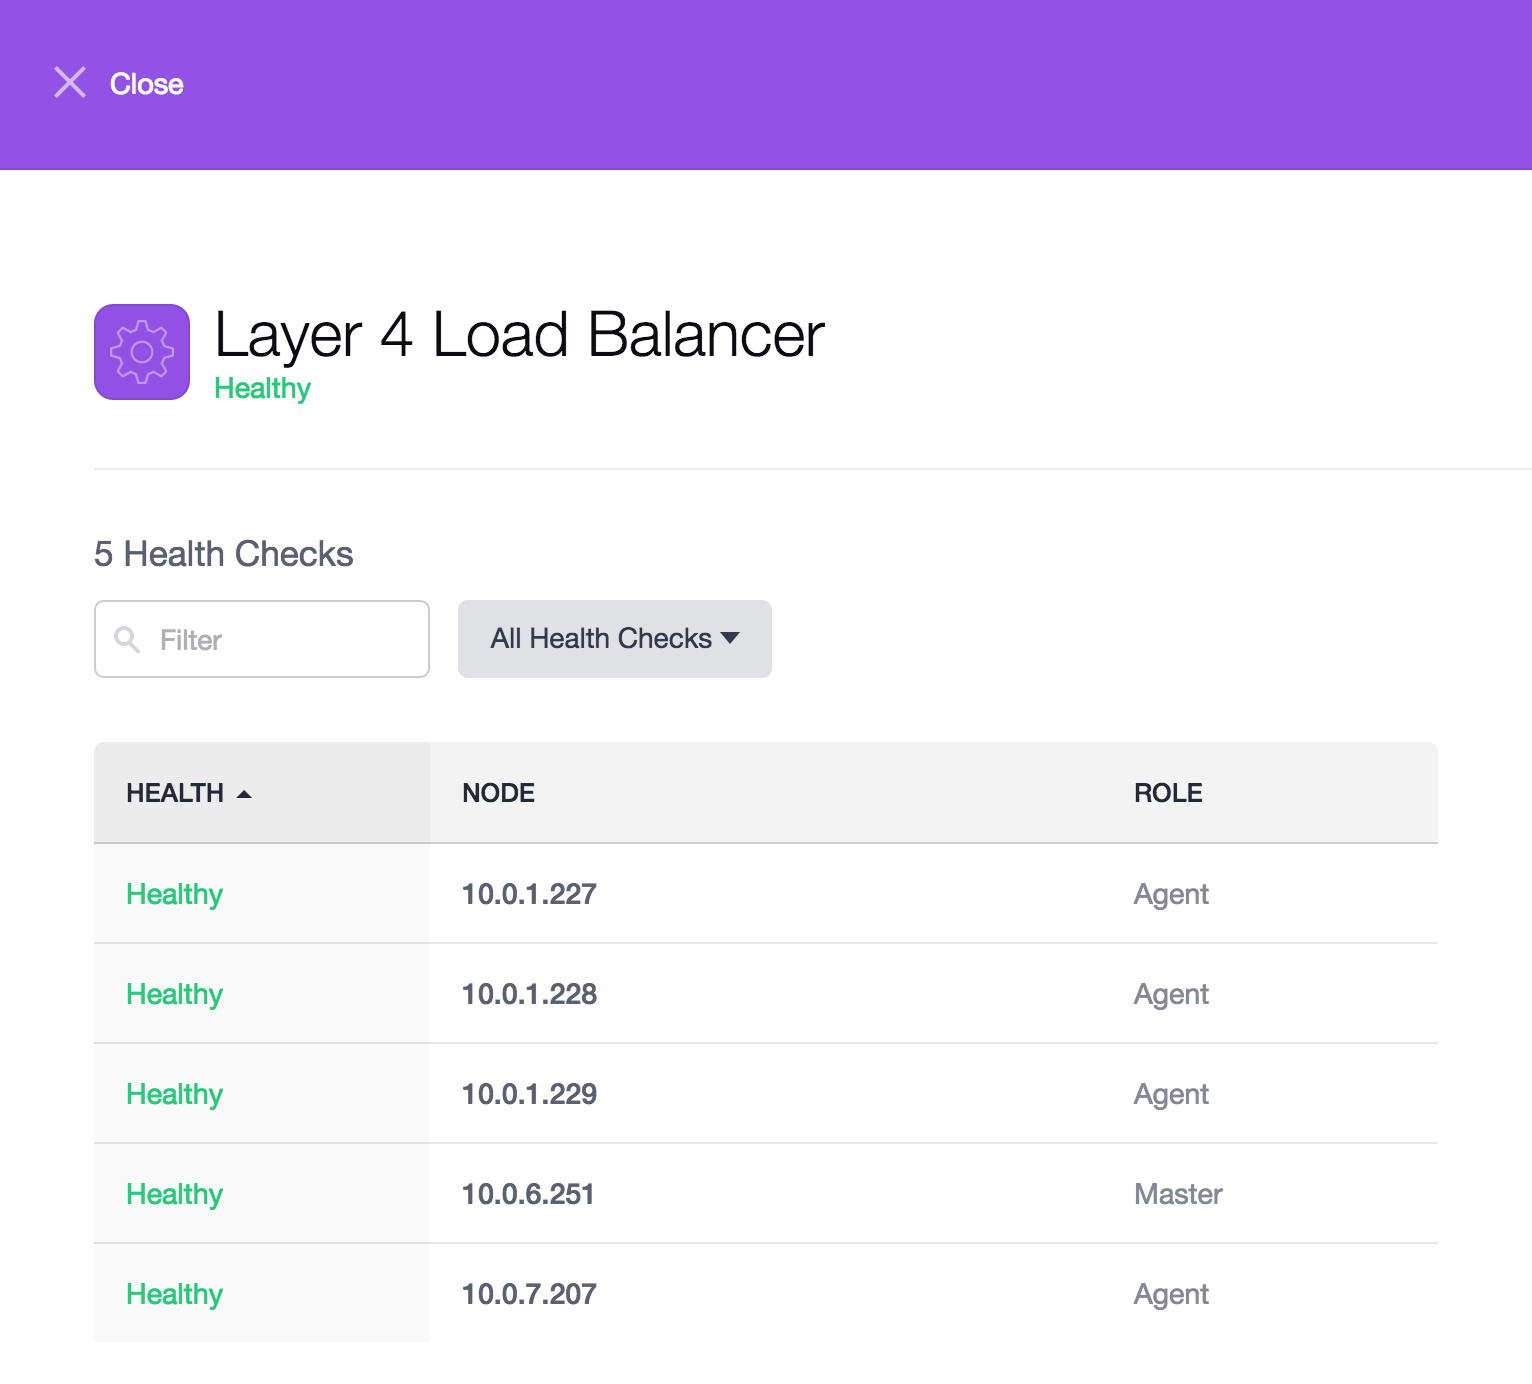 Close
Layer 4 Load Balancer
Healthy
5 Health Checks
Filter All Health Checks
HEALTH NODE ROLE
Healthy 10.0.1.227 Agent
Healthy 10.0.1.228 Agent
Healthy 10.0.1.229 Agent
Healthy 10.0.6.251 Master
Healthy 10.0.7.207 Agent